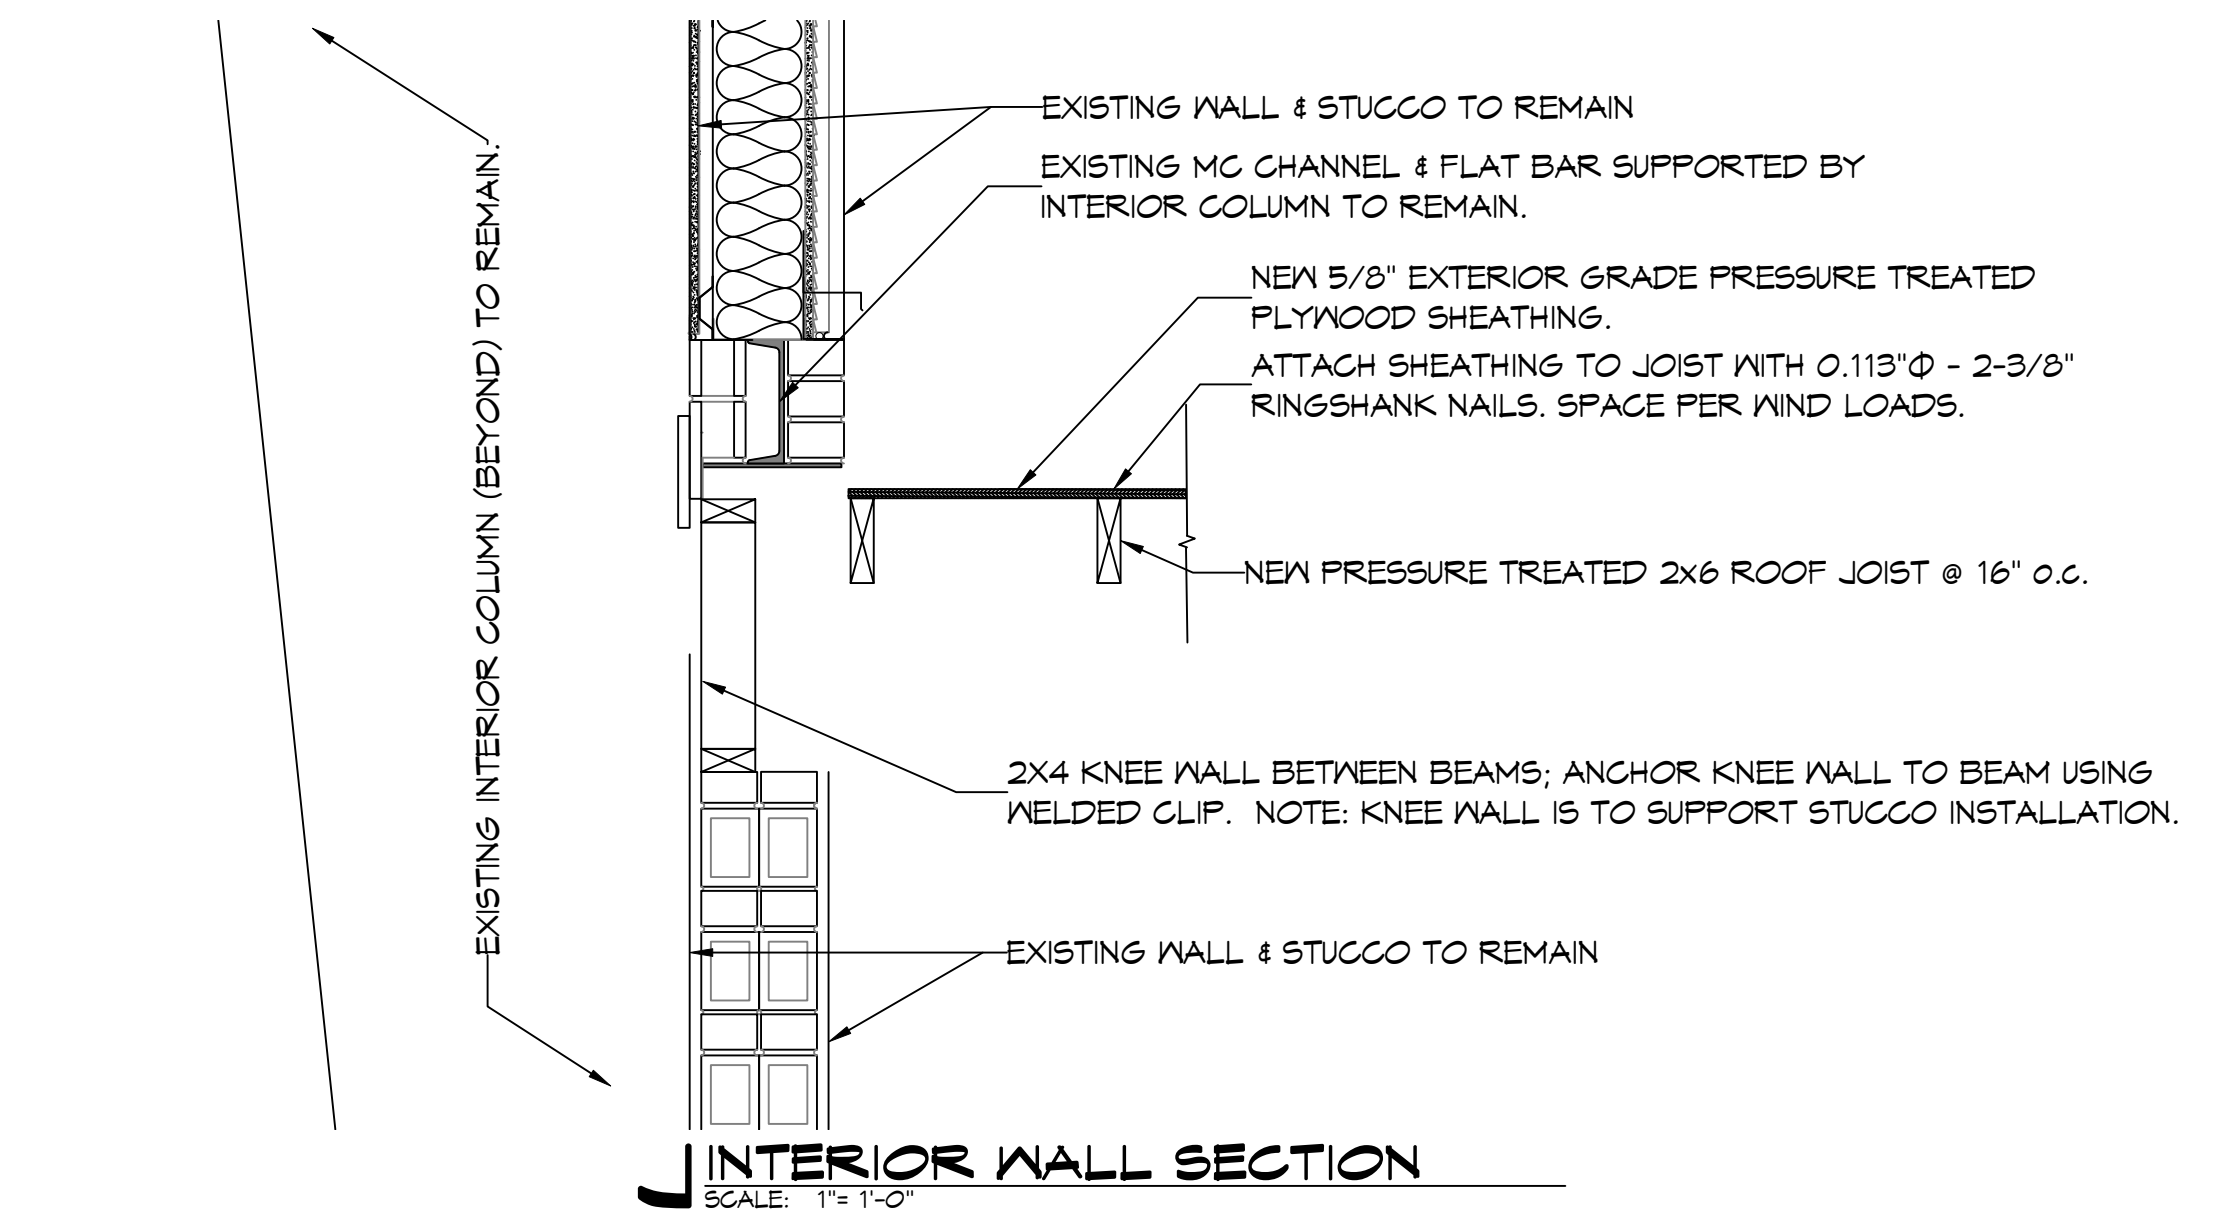 EXISTING WALL & STUCCO TO REMAIN
EXISTING MC CHANNEL & FLAT BAR SUPPORTED BY
INTERIOR COLUMN TO REMAIN.
NEW 5/8" EXTERIOR GRADE PRESSURE TREATED
PLYWOOD SHEATHING.
ATTACH SHEATHING TO JOIST WITH 0.113"Φ - 2-3/8"
RINGSHANK NAILS. SPACE PER WIND LOADS.
EXISTING INTERIOR COLUMN (BEYOND) TO REMAIN.
NEW PRESSURE TREATED 2x6 ROOF JOIST @ 16" o.c.
2X4 KNEE WALL BETWEEN BEAMS; ANCHOR KNEE WALL TO BEAM USING
WELDED CLIP.  NOTE: KNEE WALL IS TO SUPPORT STUCCO INSTALLATION.
EXISTING WALL & STUCCO TO REMAIN
J INTERIOR WALL SECTION
SCALE: 1"= 1'-0"